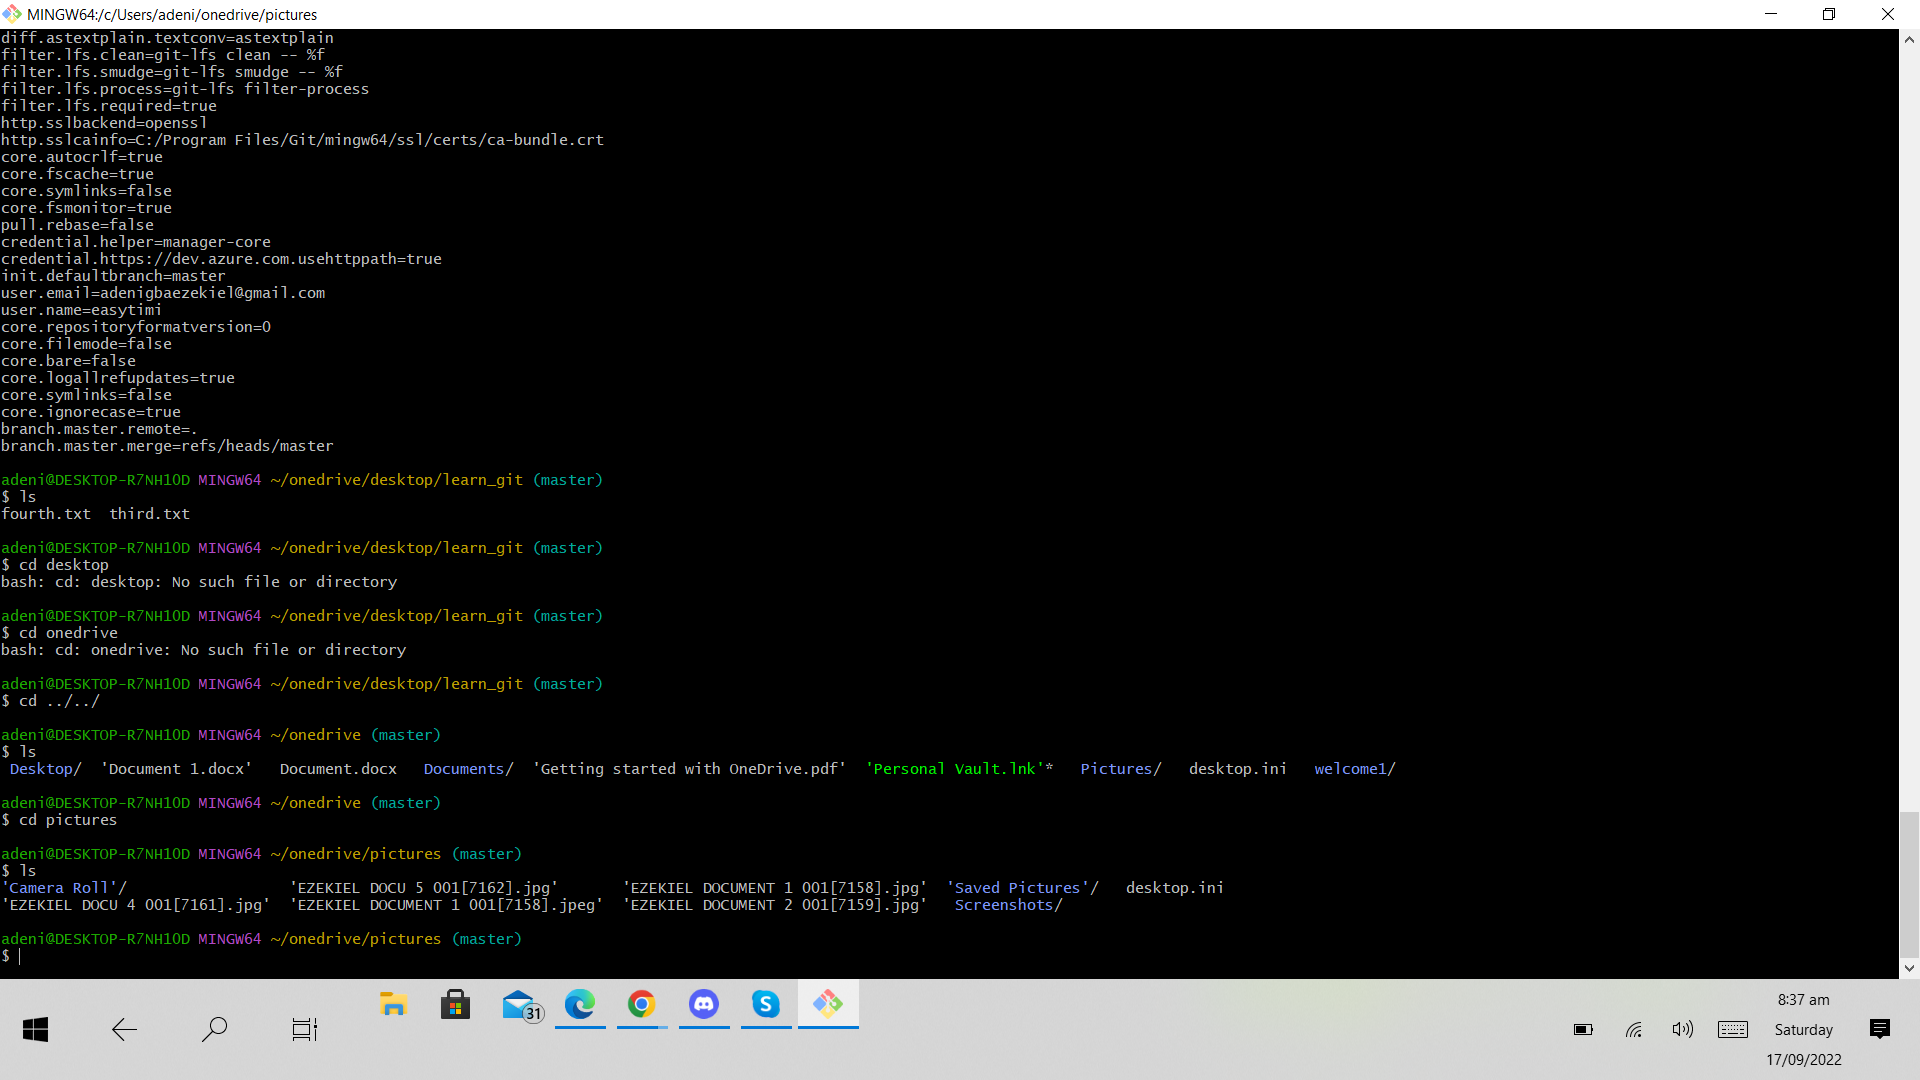 MINGW64:/c/Users/adeni/onedrive/pictures
diff.astextplain.textconv=astextplain
filter.lfs.clean=git-lfs clean -- %f
filter.lfs.smudge=git-lfs smudge -- %f
filter.lfs.process=git-lfs filter-process
filter.lfs.required=true
http.sslbackend=openssl
http.sslcainfo=C:/Program Files/Git/mingw64/ssl/certs/ca-bundle.crt
core.autocrlf=true
core.fscache=true
core.symlinks=false
core.fsmonitor=true
pull.rebase=false
credential.helper=manager-core
credential.https://dev.azure.com.usehttppath=true
init.defaultbranch=master
user.email=adenigbaezekiel@gmail.com
user.name=easytimi
core.repositoryformatversion=0
core.filemode=false
core.bare=false
core.logallrefupdates=true
core.symlinks=false
core.ignorecase=true
branch.master.remote=.
branch.master.merge=refs/heads/master
adeni@DESKTOP-R7NH1OD MINGW64 ~/onedrive/desktop/learn_git (master)
$ ls
fourth.txt  third.txt
adeni@DESKTOP-R7NH1OD MINGW64 ~/onedrive/desktop/learn_git (master)
$ cd desktop
bash: cd: desktop: No such file or directory
adeni@DESKTOP-R7NH1OD MINGW64 ~/onedrive/desktop/learn_git (master)
$ cd onedrive
bash: cd: onedrive: No such file or directory
adeni@DESKTOP-R7NH1OD MINGW64 ~/onedrive/desktop/learn_git (master)
$ cd ../../
adeni@DESKTOP-R7NH1OD MINGW64 ~/onedrive (master)
$ ls
Desktop/  'Document 1.docx'   Document.docx   Documents/  'Getting started with OneDrive.pdf'  'Personal Vault.lnk'*   Pictures/   desktop.ini   welcome1/
adeni@DESKTOP-R7NH1OD MINGW64 ~/onedrive (master)
$ cd pictures
adeni@DESKTOP-R7NH1OD MINGW64 ~/onedrive/pictures (master)
$ ls
'Camera Roll'/  'EZEKIEL DOCU 5 001[7162].jpg'  'EZEKIEL DOCUMENT 1 001[7158].jpg'  'Saved Pictures'/  desktop.ini
'EZEKIEL DOCU 4 001[7161].jpg'  'EZEKIEL DOCUMENT 1 001[7158].jpeg'  'EZEKIEL DOCUMENT 2 001[7159].jpg'  Screenshots/
adeni@DESKTOP-R7NH1OD MINGW64 ~/onedrive/pictures (master)
$
31
8:37 am
Saturday
17/09/2022